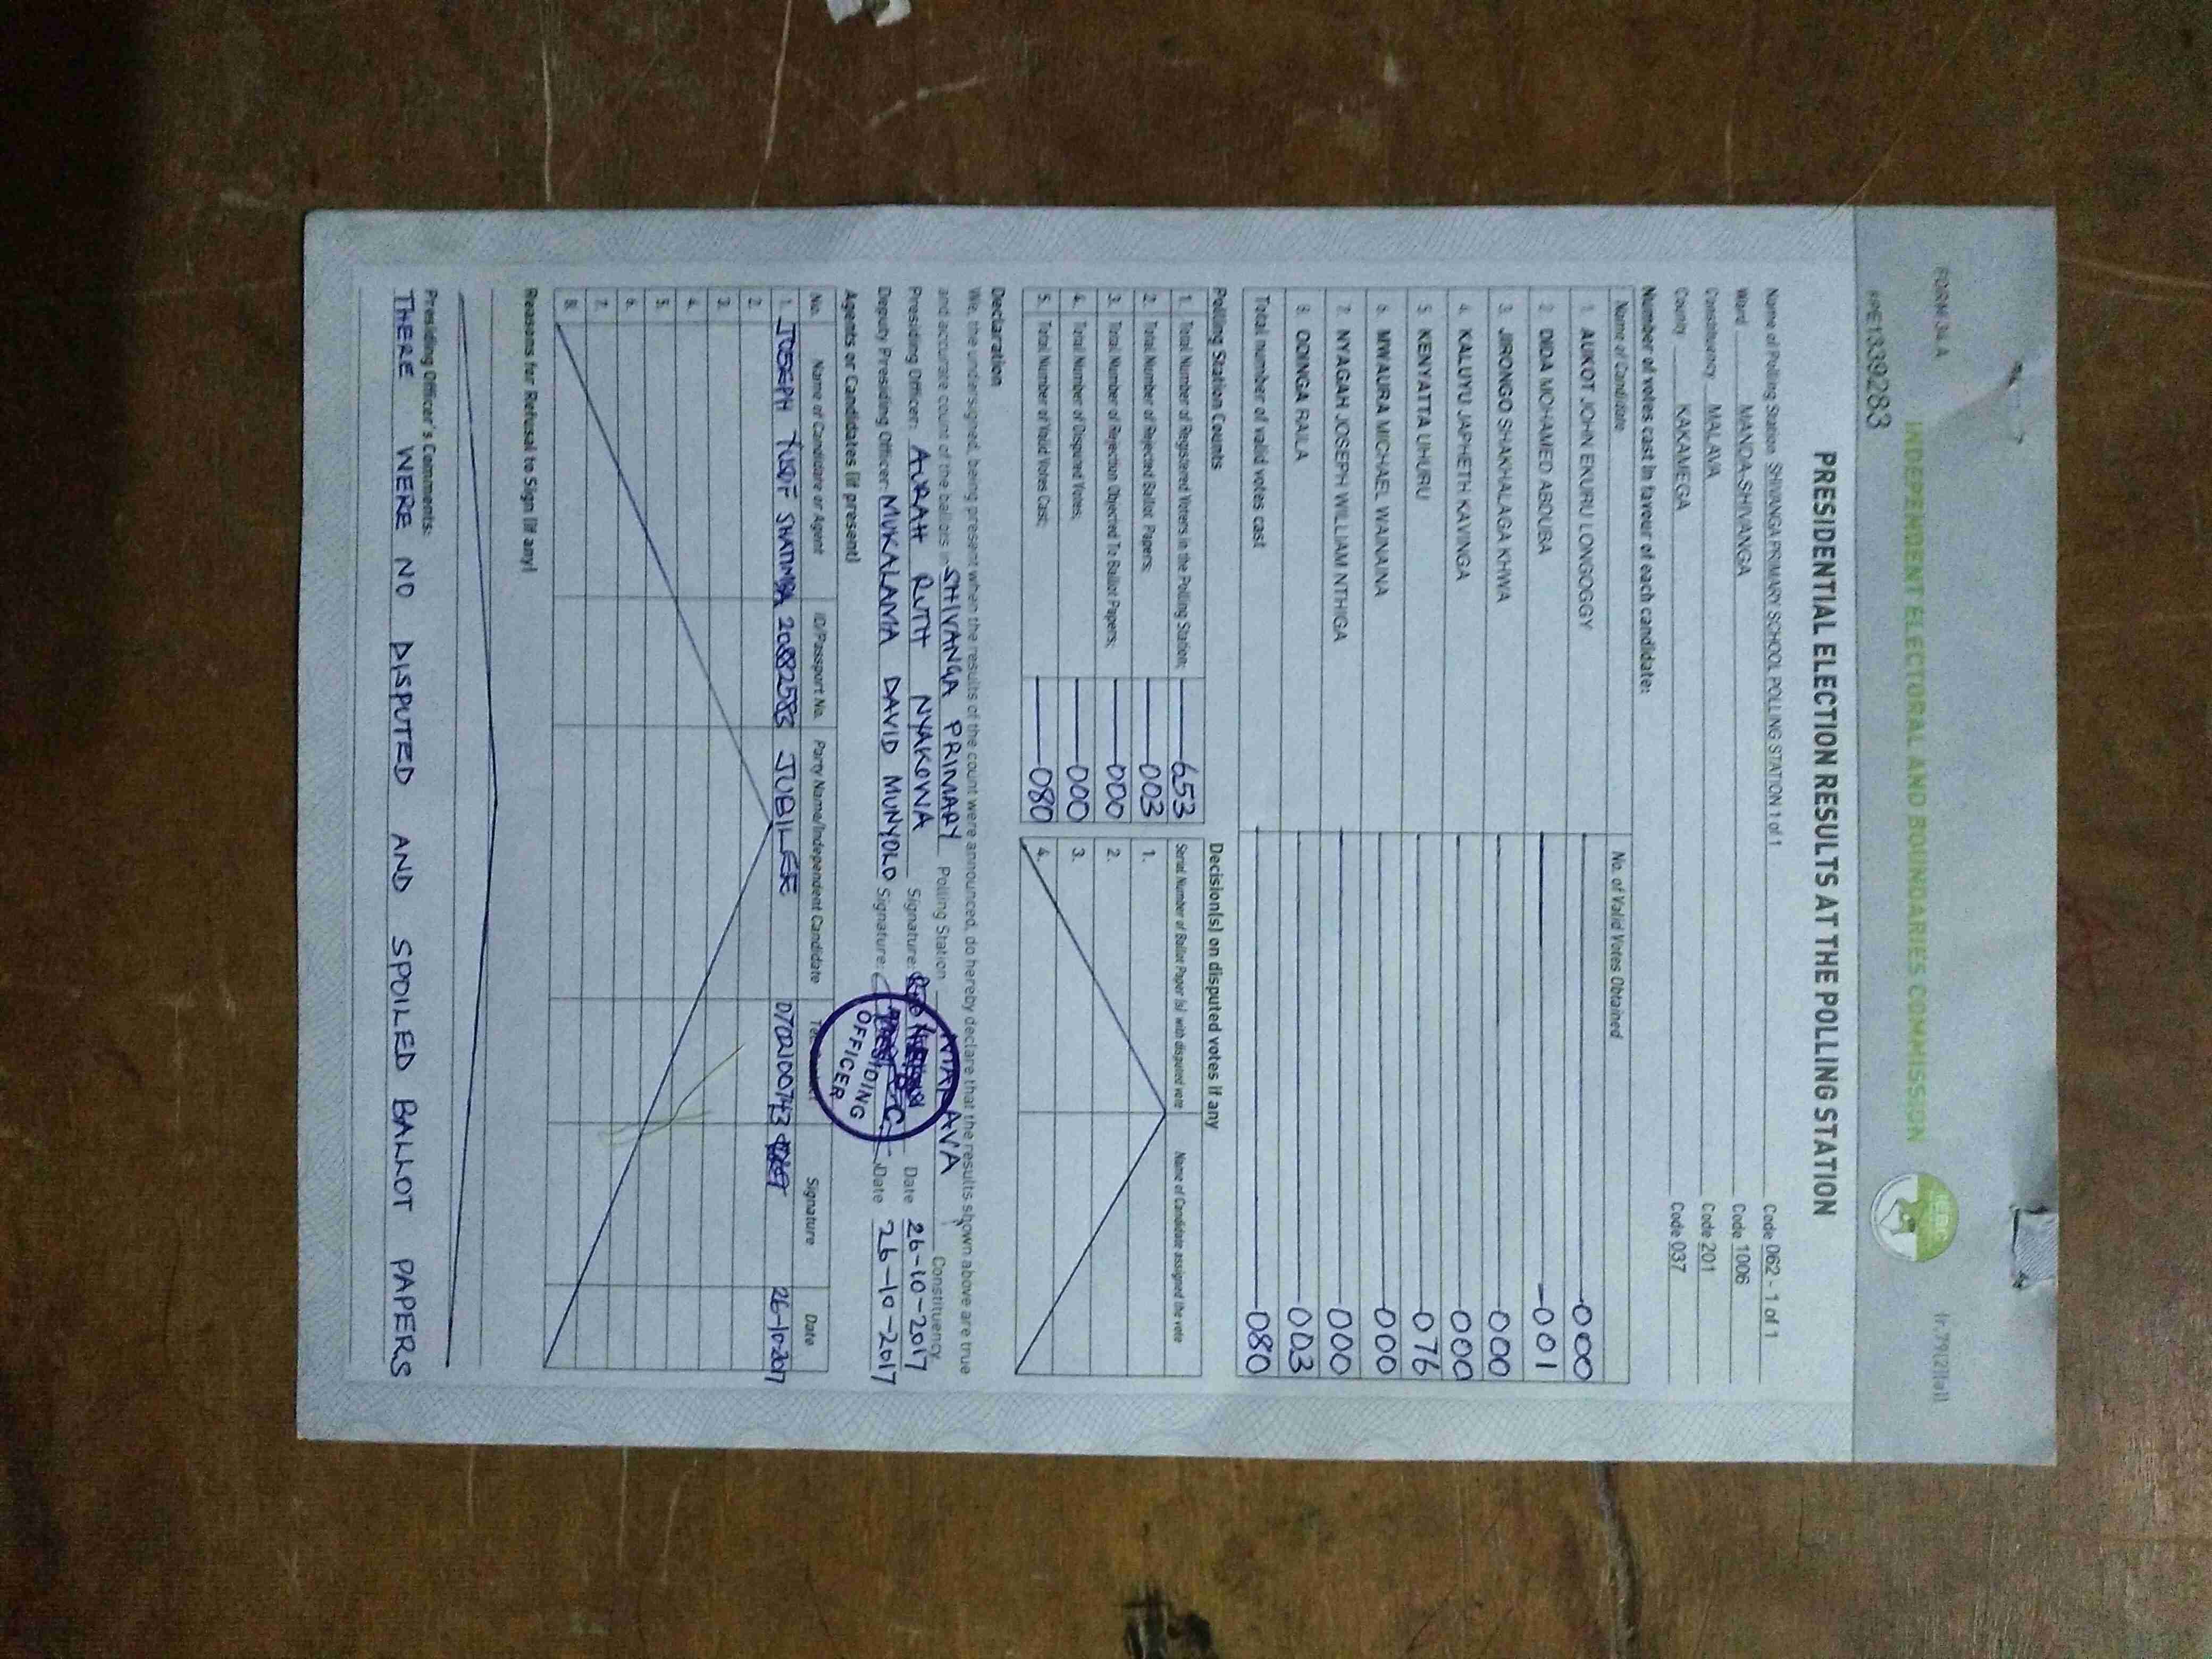 FORM 34 A
INDEPENDENT ELECTORAL AND BOUNDARIES COMMISSION
(r.79(2)(a))
PE1339283
PRESIDENTIAL ELECTION RESULTS AT THE POLLING STATION
Name of Polling Station SHIVANGA PRIMARY SCHOOL POLLING STATION 1 of 1 Code 062 - 1 of 1
Ward MANDA-SHIVANGA Code 1006
Constituency MALAVA Code 201
County KAKAMEGA Code 037
Number of votes cast in favour of each candidate:
Name of Candidate No. of Valid Votes Obtained
1. AUKOT JOHN EKURU LONGOGGY 000
2. DIDA MOHAMED ABDUBA 001
3. JIRONGO SHAKHALAGA KHWA 000
4. KALUYU JAPHETH KAVINGA 000
5. KENYATTA UHURU 076
6. MWAURA MICHAEL WAINAINA 000
7. NYAGAH JOSEPH WILLIAM NTHIGA 000
8. ODINGA RAILA 003
Total number of valid votes cast 080
Polling Station Counts
1. Total Number of Registered Voters in the Polling Station; 653
2. Total Number of Rejected Ballot Papers; 003
3. Total Number of Rejection Objected To Ballot Papers; 000
4. Total Number of Disputed Votes; 000
5. Total Number of Valid Votes Cast; 080
Decision(s) on disputed votes if any
Serial Number of Ballot Paper (s) with disputed vote Name of Candidate assigned the vote
1.
2.
3.
4.
Declaration
We, the undersigned, being present when the results of the count were announced, do hereby declare that the results shown above are true
and accurate count of the ballots in SHIVANGA PRIMARY Polling Station MALAVA Constituency
Presiding Officer: AURAH RUTH NYAKOWA Signature: Date 26-10-2017
Deputy Presiding Officer: MUKALAMA DAVID MUNYOLO Signature: Date 26-10-2017
PRESIDING
OFFICER
Agents or Candidates (if present)
No. Name of Candidate or Agent ID/Passport No. Party Name/Independent Candidate Signature Date
1. JOSEPH SHATIMBA 20882583 JUBILEE 0702100743 26-10-2017
2.
3.
4.
5.
6.
7.
8.
Reasons for Refusal to Sign (if any)
Presiding Officer's Comments:
THERE WERE NO DISPUTED AND SPOILED BALLOT PAPERS